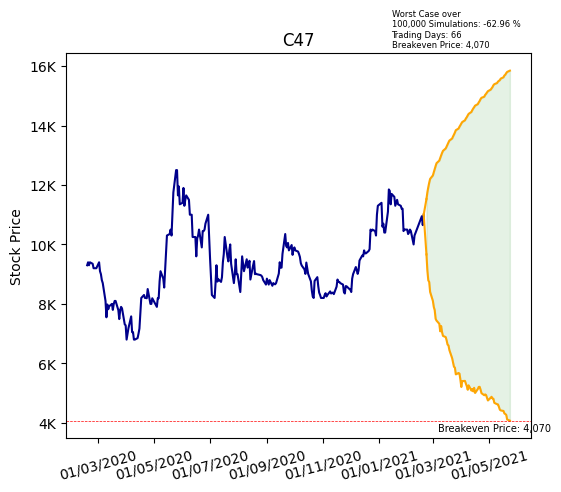 Worst Case over
100,000 Simulations: -62.96 %
Trading Days: 66
Breakeven Price: 4,070
C47
Stock Price
16K
14K
12K
10K
8K
6K
4K
Breakeven Price: 4,070
01/03/2020
01/05/2020
01/07/2020
01/09/2020
01/11/2020
01/01/2021
01/03/2021
01/05/2021